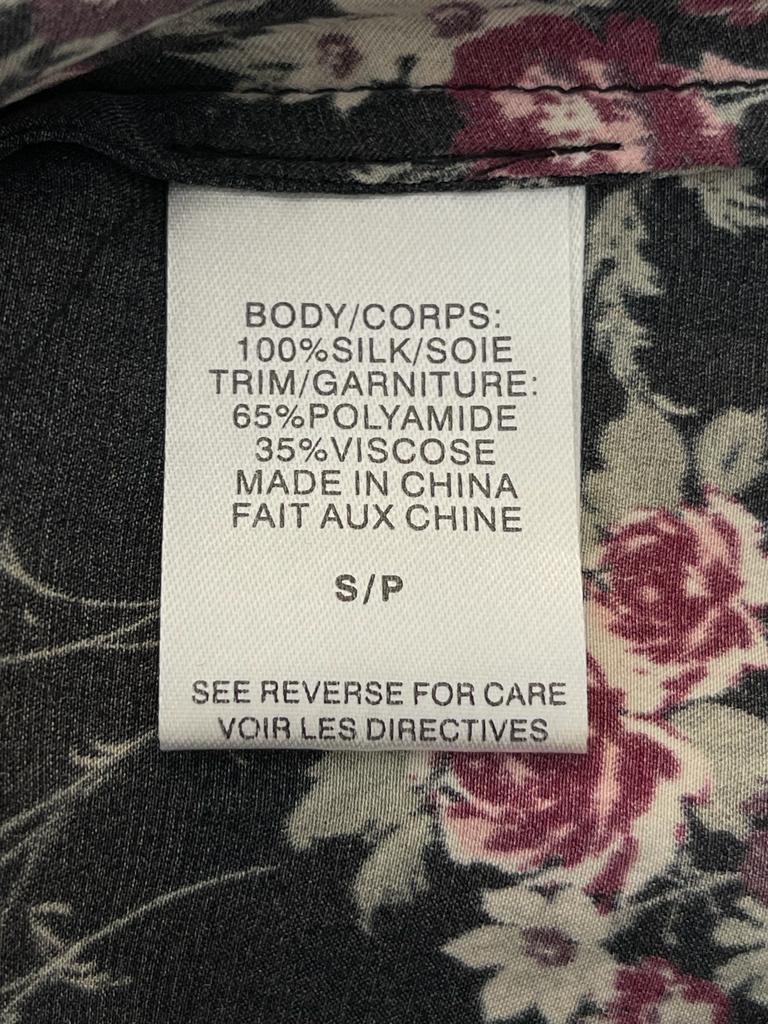 BODY/CORPS:
100%SILK/SOIE
TRIM/GARNITURE:
65%POLYAMIDE
35%VISCOSE
MADE IN CHINA
FAIT AUX CHINE
S/P
SEE REVERSE FOR CARE
VOIR LES DIRECTIVES